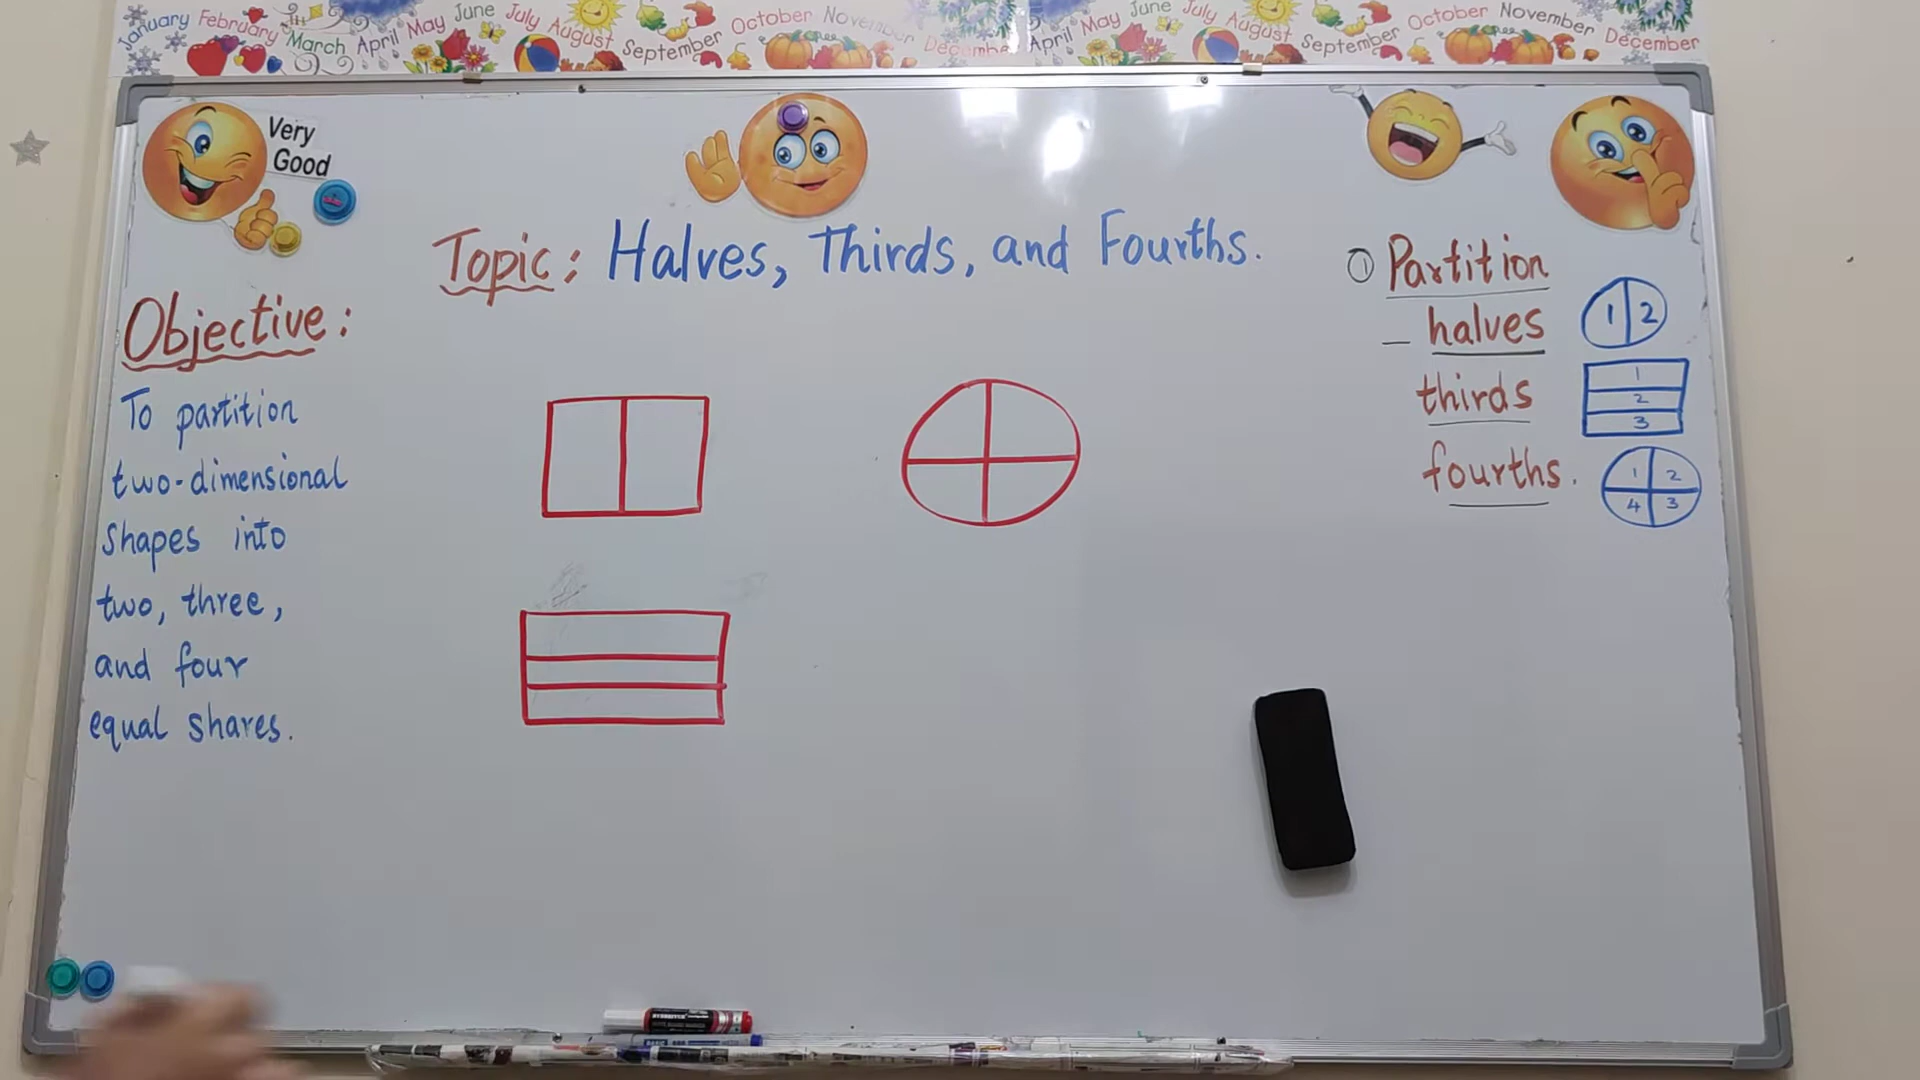 January February March April May June July August September October November December April May June July August September October November December
Very
Good
Topic: Halves, Thirds, and Fourths.
Objective:
To partition
two-dimensional
Shapes into
two, three,
and four
equal shares.
① Partition
– halves
1 2
thirds
1
2
3
fourths.
1 2
4 3